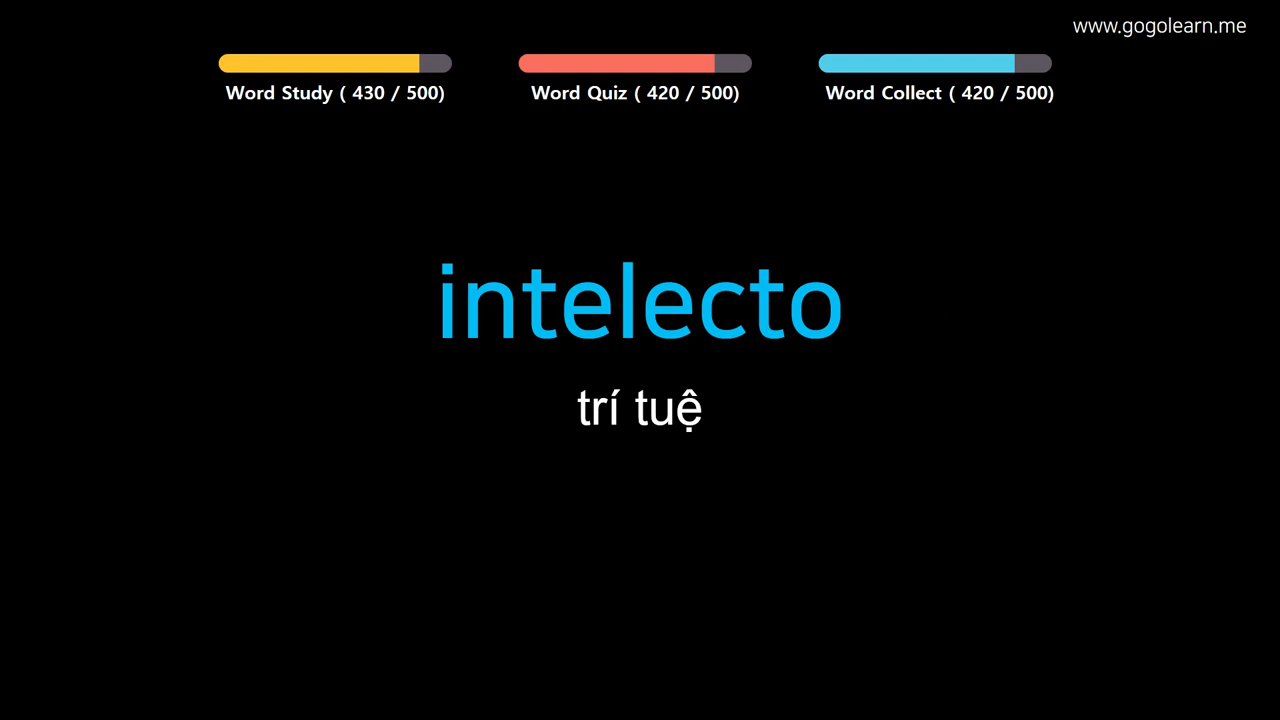 www.gogolearn.me
Word Study ( 430 / 500)
Word Quiz ( 420 / 500)
Word Collect ( 420 / 500)
intelecto
trí tuệ